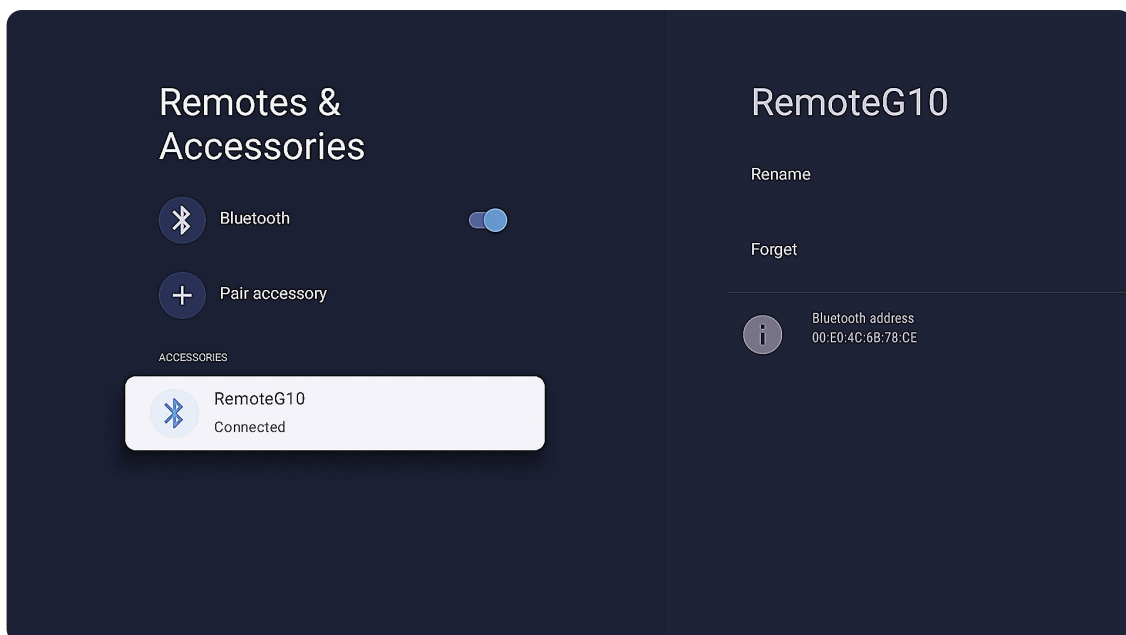 Remotes &
Accessories
Bluetooth
Pair accessory
ACCESSORIES
RemoteG10
Connected
RemoteG10
Rename
Forget
Bluetooth address
00:E0:4C:6B:78:CE